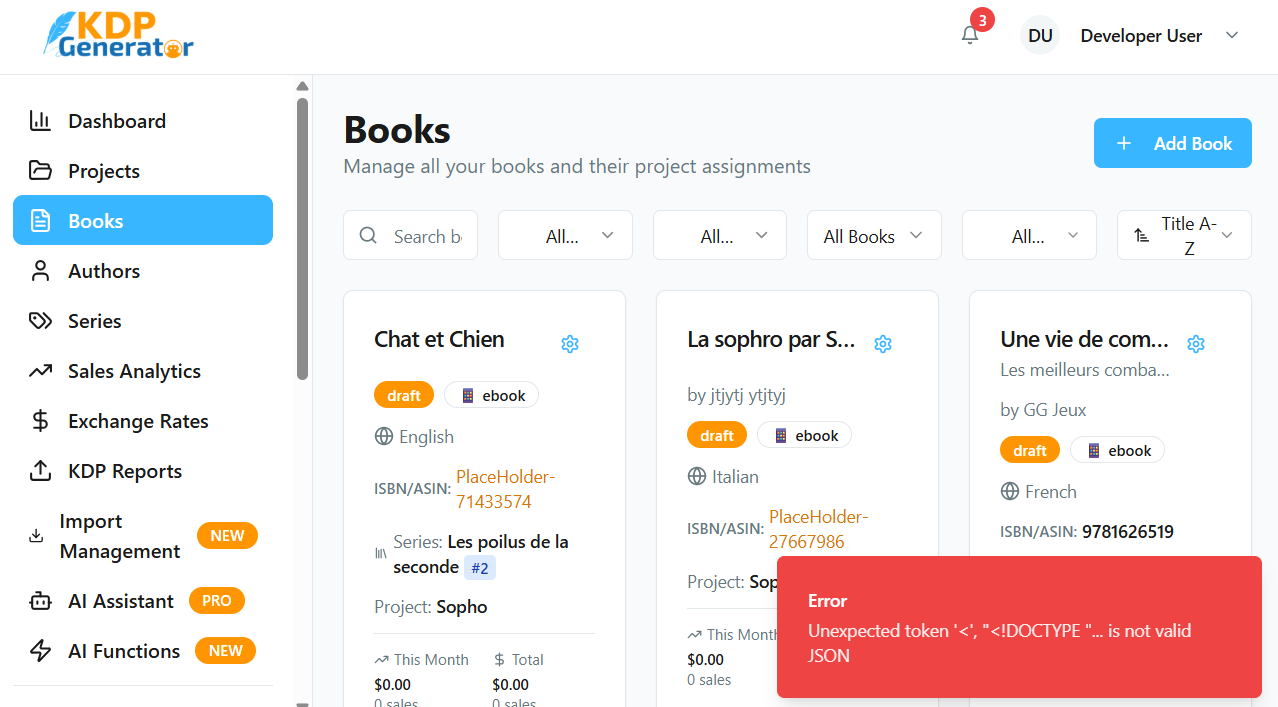 KDP
Generator
3
DU
Developer User
Dashboard
Projects
Books
Authors
Series
Sales Analytics
Exchange Rates
KDP Reports
Import
Management
NEW
AI Assistant
PRO
AI Functions
NEW
Books
Manage all your books and their project assignments
+ Add Book
Search b
All...
All...
All Books
All...
Title A-
Z
Chat et Chien
draft
ebook
English
ISBN/ASIN: PlaceHolder-
71433574
Series: Les poilus de la
seconde #2
Project: Sopho
This Month
$ Total
$0.00
$0.00
0 sales
0 sales
La sophro par S...
by jtjytj ytjtyj
draft
ebook
Italian
ISBN/ASIN: PlaceHolder-
27667986
Project: Sop
This Month
$0.00
0 sales
Une vie de com...
Les meilleurs comba...
by GG Jeux
draft
ebook
French
ISBN/ASIN: 9781626519
Error
Unexpected token '<', "<!DOCTYPE "... is not valid
JSON